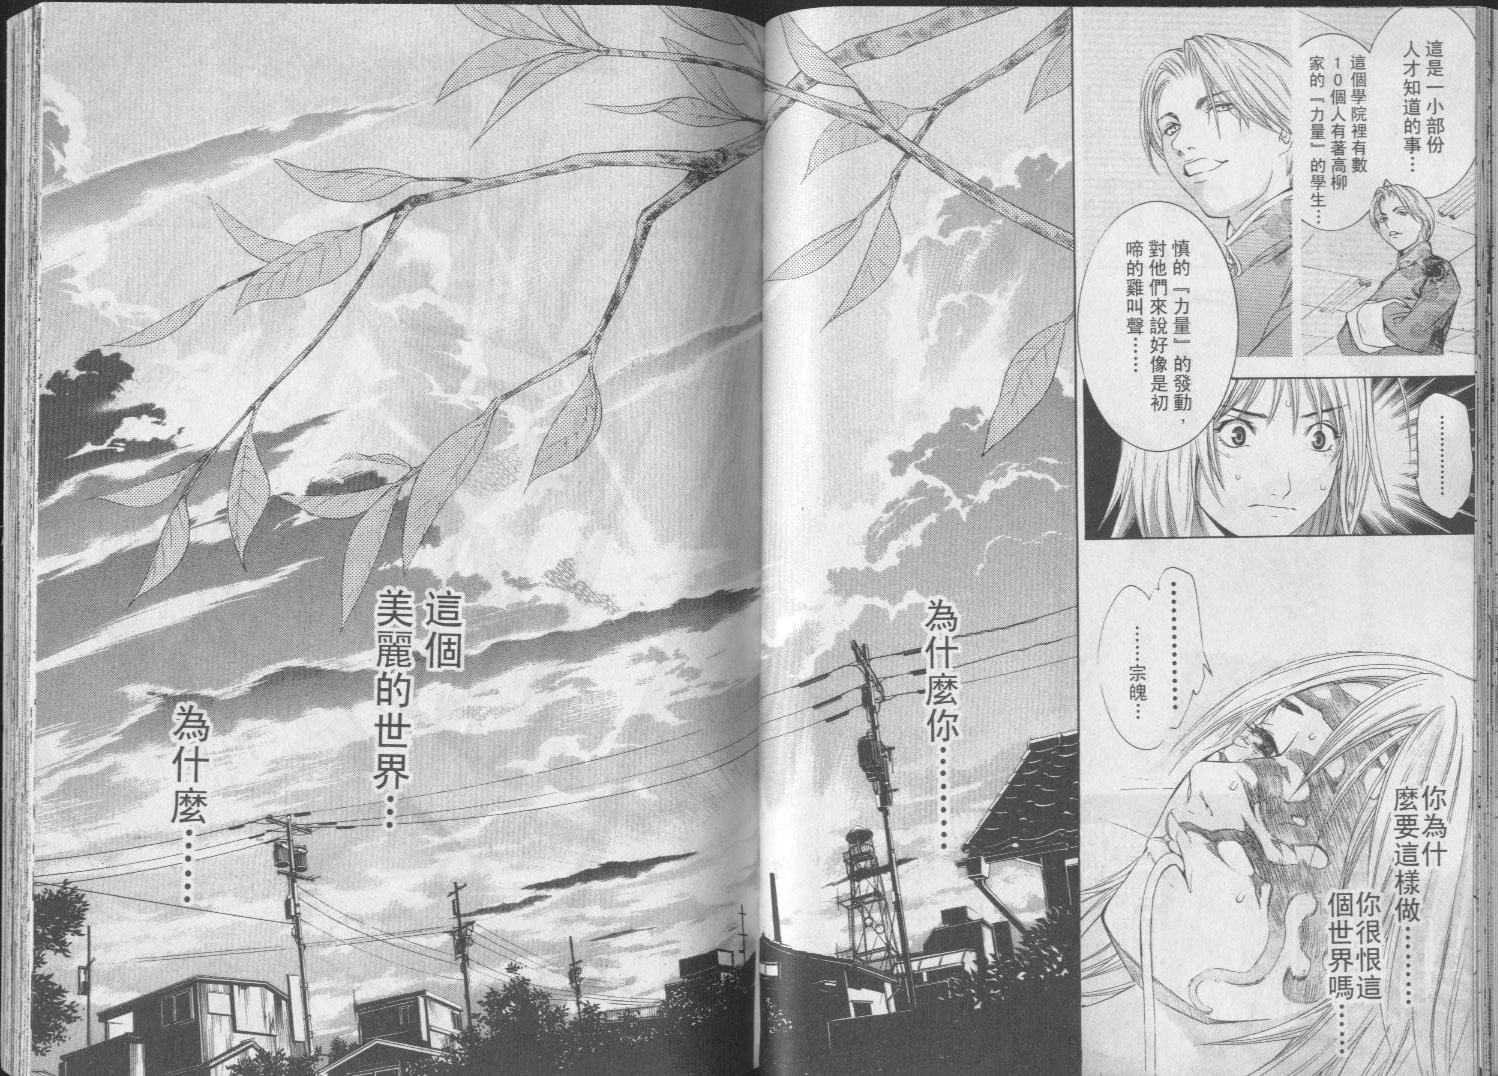 這是一小部份
人才知道的事…
這個學院裡有數
10個人有著高柳
家的『力量』的學生…
慎的『力量』的發動，
對他們來說好像是初
啼的雞叫聲……
…………
…………
……宗魄…
你為什
麼要這樣做………
你很恨這
個世界嗎……
為什麼你…………
這個
美麗的世界…
為什麼……